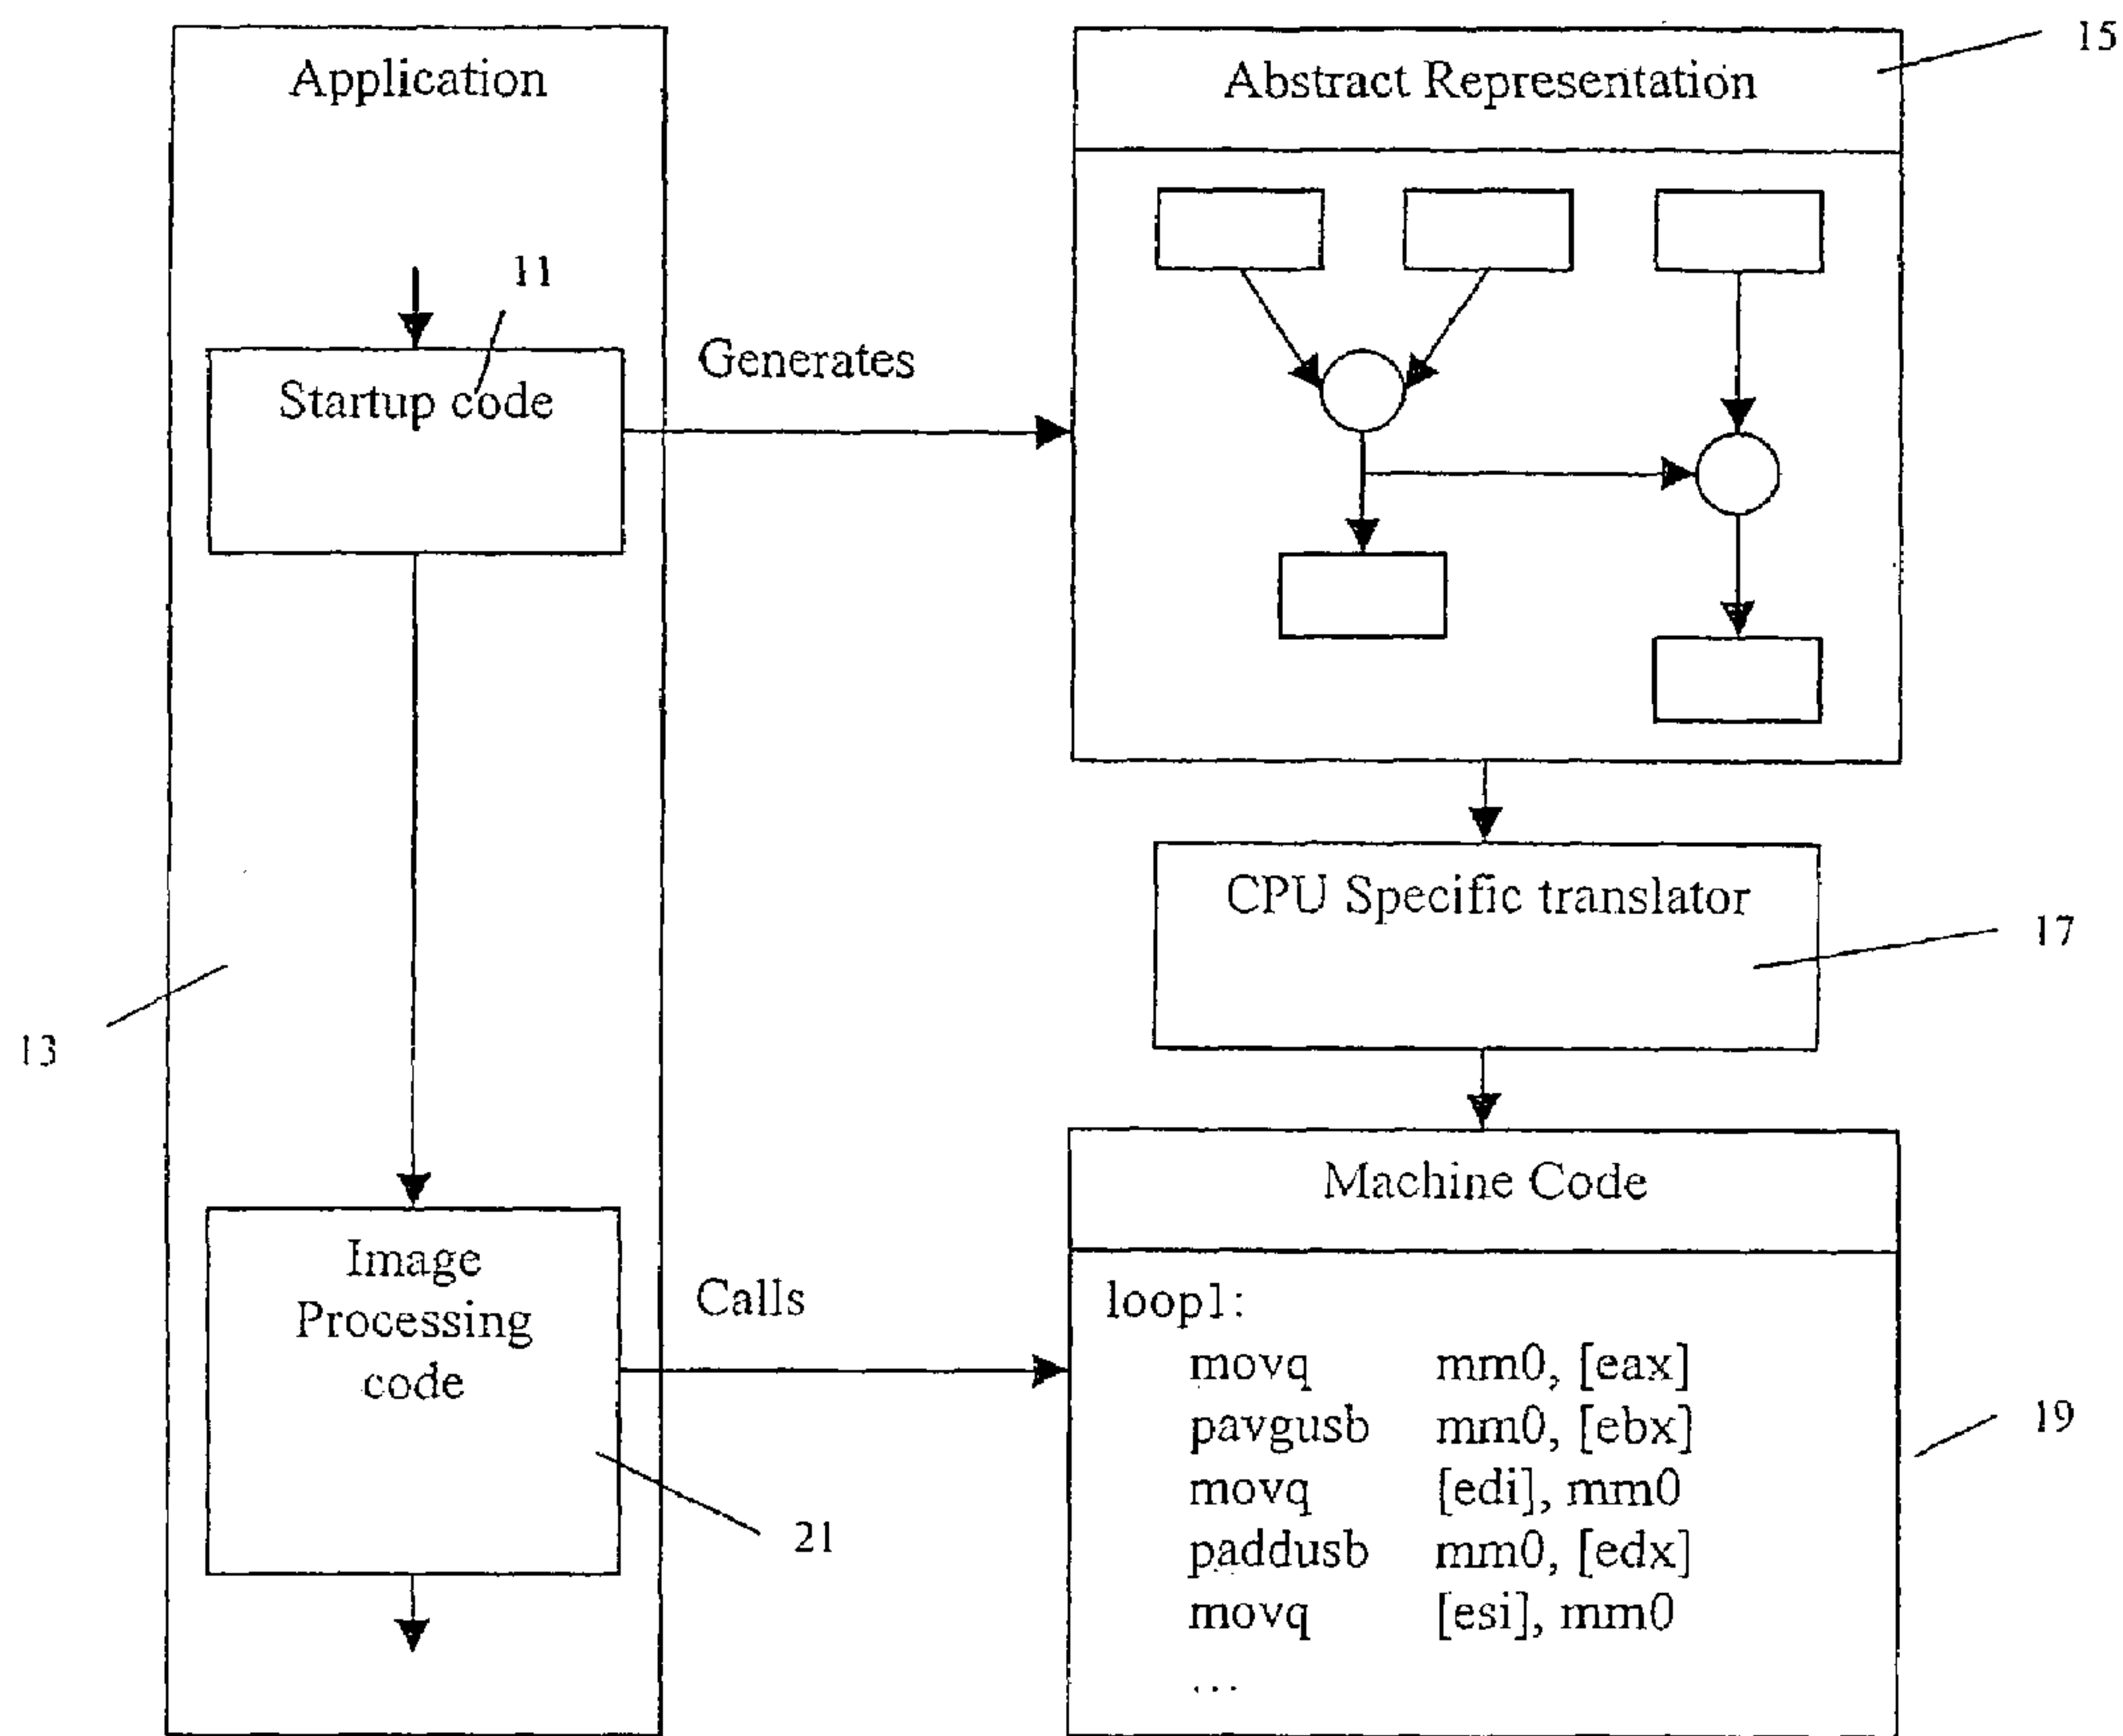 Application
11
Startup code
13
Image
Processing
code
21
Generates
Calls
Abstract Representation
15
CPU Specific translator
17
Machine Code
19
loop1:
movq mm0, [eax]
pavgusb mm0, [ebx]
movq [edi], mm0
paddusb mm0, [edx]
movq [esi], mm0
...